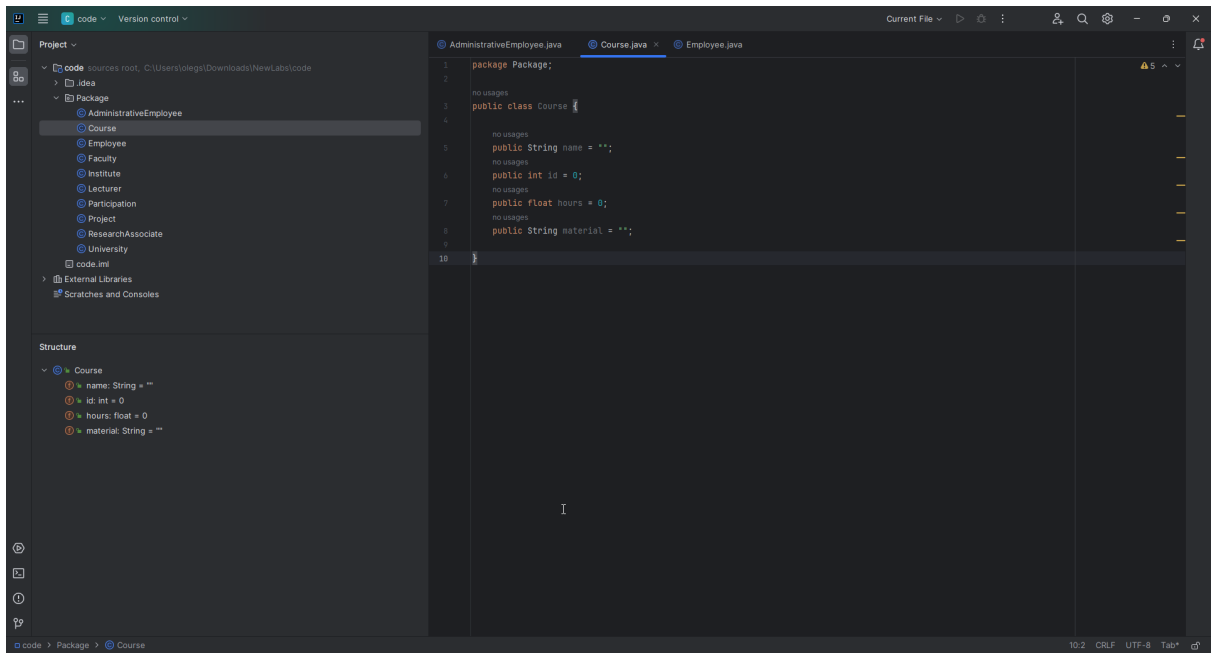 code Version control Current File
Project
code sources root, C:\Users\olegs\Downloads\NewLabs\code
.idea
Package
AdministrativeEmployee
Course
Employee
Faculty
Institute
Lecturer
Participation
Project
ResearchAssociate
University
code.iml
External Libraries
Scratches and Consoles
Structure
Course
name: String = ""
id: int = 0
hours: float = 0
material: String = ""
AdministrativeEmployee.java Course.java Employee.java
5
1 package Package;
2
no usages
3 public class Course {
4
no usages
5 public String name = "";
no usages
6 public int id = 0;
no usages
7 public float hours = 0;
no usages
8 public String material = "";
9
10 }
code > Package > Course 10:2 CRLF UTF-8 Tab*